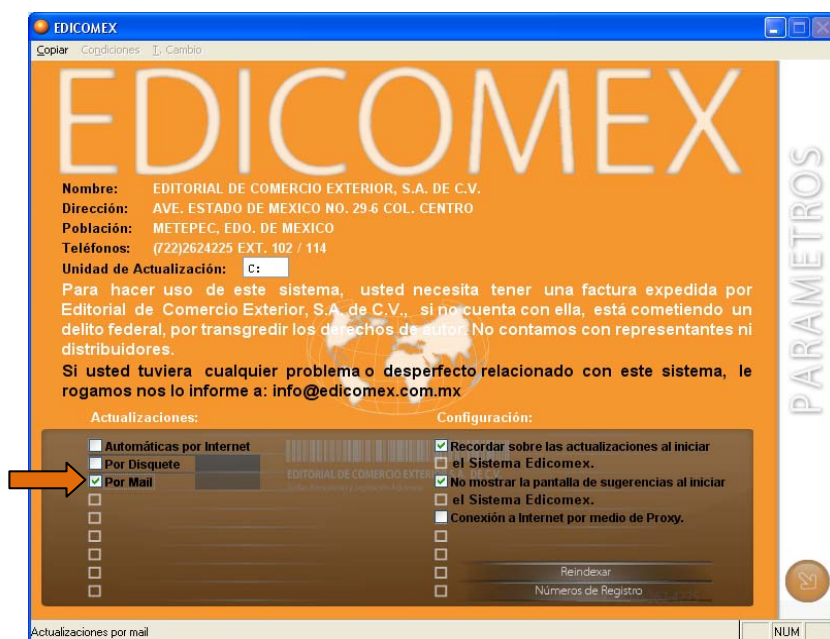 EDICOMEX
Copiar Condiciones T. Cambio
EDICOMEX
Nombre: EDITORIAL DE COMERCIO EXTERIOR, S.A. DE C.V.
Dirección: AVE. ESTADO DE MEXICO NO. 29-6 COL. CENTRO
Población: METEPEC, EDO. DE MEXICO
Teléfonos: (722)2624225 EXT. 102 / 114
Unidad de Actualización: C:
Para hacer uso de este sistema, usted necesita tener una factura expedida por
Editorial de Comercio Exterior, S.A. de C.V., si no cuenta con ella, está cometiendo un
delito federal, por transgredir los derechos de autor. No contamos con representantes ni
distribuidores.
Si usted tuviera cualquier problema o desperfecto relacionado con este sistema, le
rogamos nos lo informe a: info@edicomex.com.mx
Actualizaciones: Configuración:
Automáticas por Internet
Por Disquete
Por Mail
EDITORIAL DE COMERCIO EXTERIOR, S.A. DE C.V.
Recordar sobre las actualizaciones al iniciar
el Sistema Edicomex.
No mostrar la pantalla de sugerencias al iniciar
el Sistema Edicomex.
Conexión a Internet por medio de Proxy.
Reindexar
Números de Registro
PARAMETROS
Actualizaciones por mail
NUM